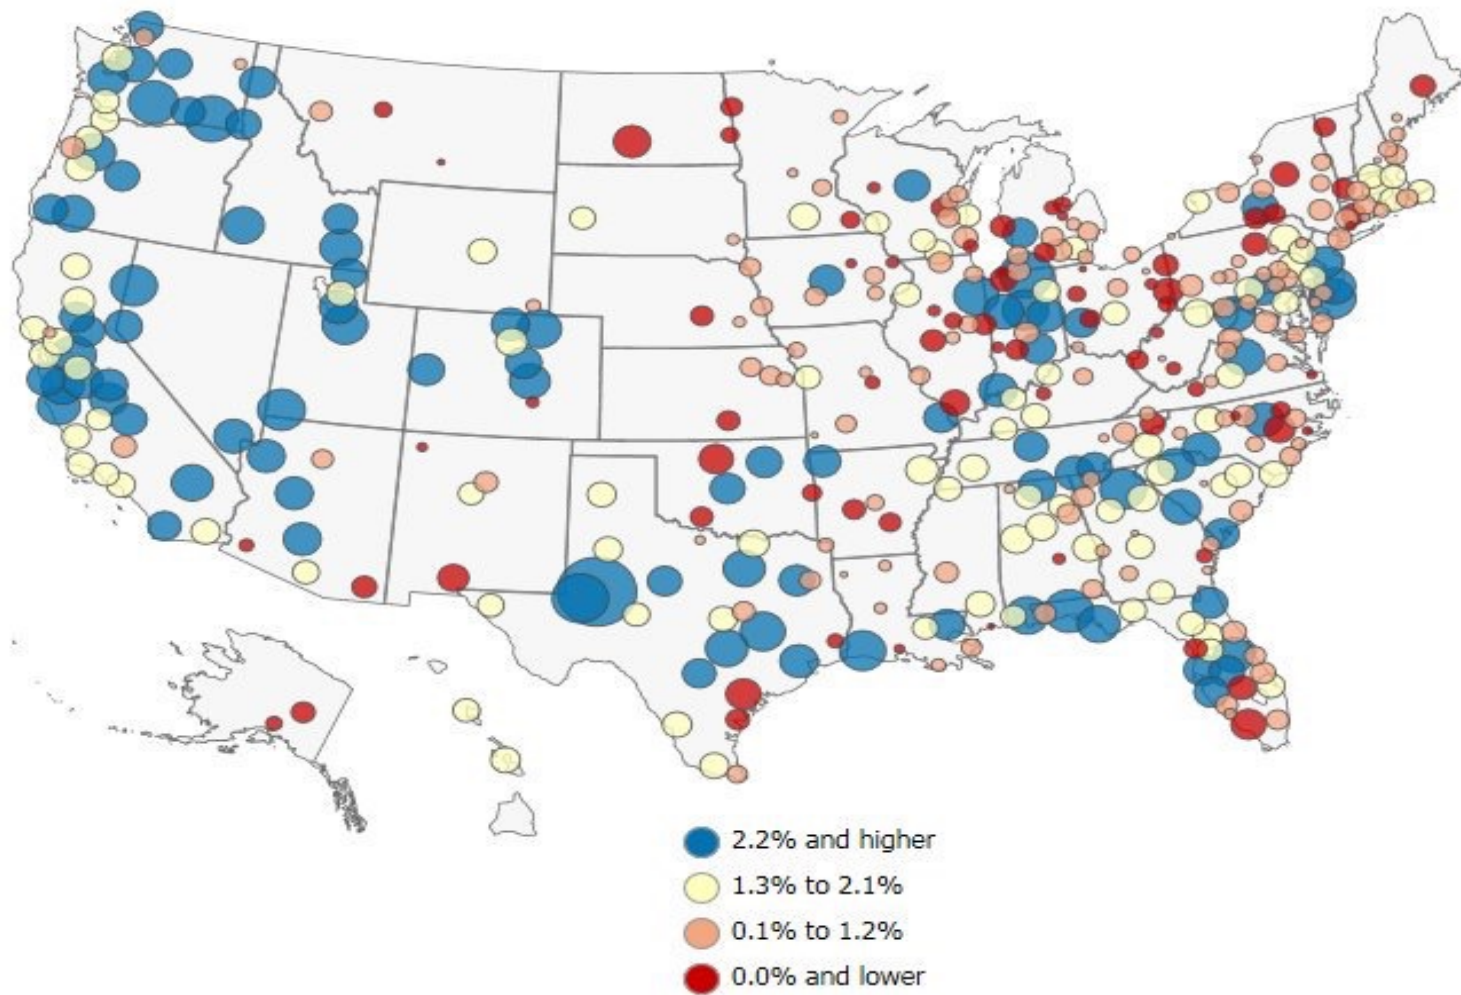 2.2% and higher
1.3% to 2.1%
0.1% to 1.2%
0.0% and lower